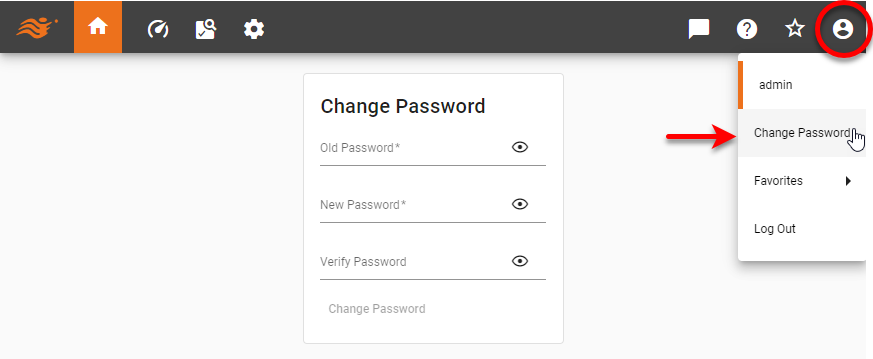 Change Password
Old Password*
New Password*
Verify Password
Change Password
admin
Change Password
Favorites
Log Out